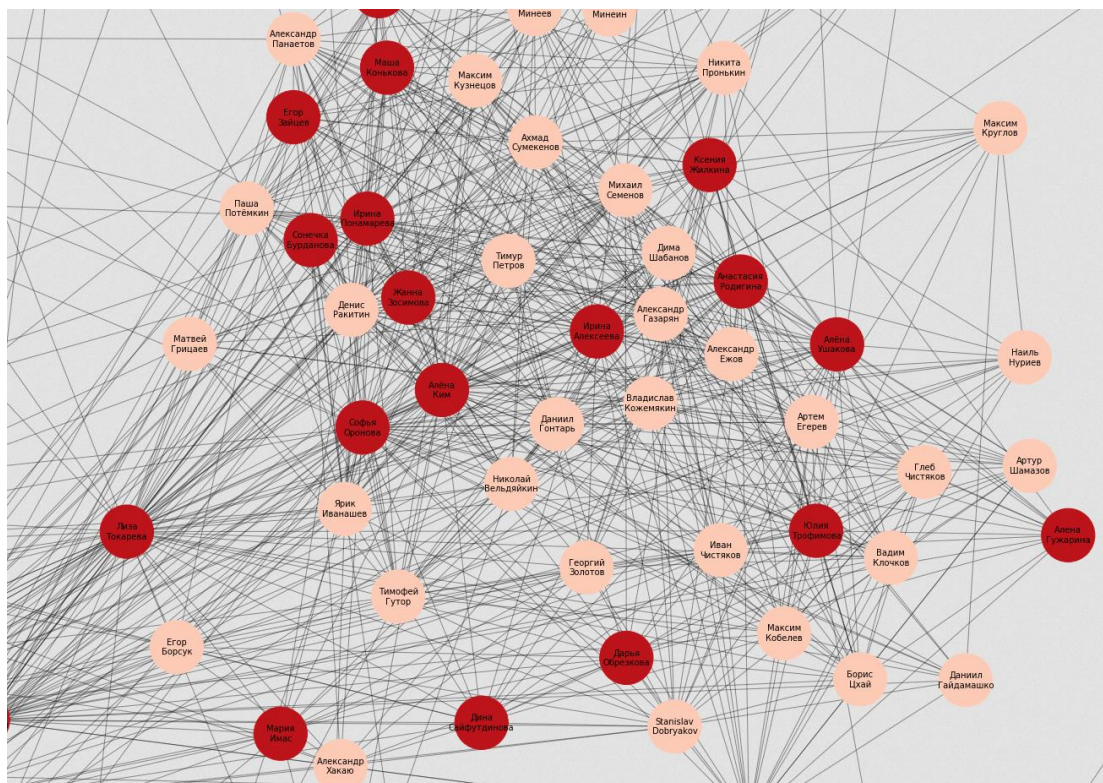 Минеев
Минеин
Александр
Панаетов
Маша
Конькова
Максим
Кузнецов
Никита
Пронькин
Егор
Зайцев
Ахмад
Сумекенов
Максим
Круглов
Ксения
Жилкина
Михаил
Семенов
Паша
Потёмкин
Ирина
Понамарева
Сонечка
Бурданова
Тимур
Петров
Дима
Шабанов
Анастасия
Родигина
Жанна
Зосимова
Денис
Ракитин
Александр
Газарян
Ирина
Алексеева
Матвей
Грицаев
Александр
Ежов
Алёна
Ушакова
Наиль
Нуриев
Алёна
Ким
Владислав
Кожемякин
Даниил
Гонтарь
Артем
Егерев
Софья
Оронова
Глеб
Чистяков
Артур
Шамазов
Николай
Вельдяйкин
Ярик
Иванашев
Лиза
Токарева
Юлия
Трофимова
Алена
Гужарина
Иван
Чистяков
Вадим
Клочков
Георгий
Золотов
Тимофей
Гутор
Максим
Кобелев
Егор
Борсук
Дарья
Обрезкова
Борис
Цхай
Даниил
Гайдамашко
Мария
Имас
Дина
Сайфутдинова
Stanislav
Dobryakov
Александр
Хакаю